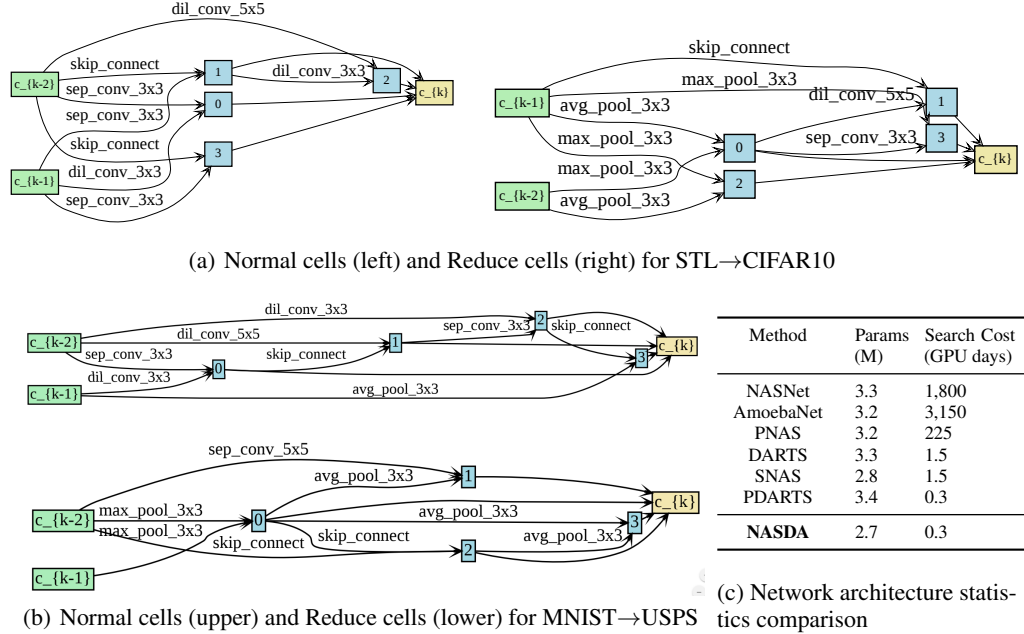 dil_conv_5x5
skip_connect
c_{k-2}
1
dil_conv_3x3
2
c_{k}
sep_conv_3x3
0
sep_conv_3x3
skip_connect
3
c_{k-1}
dil_conv_3x3
sep_conv_3x3
skip_connect
max_pool_3x3
c_{k-1}
avg_pool_3x3
dil_conv_5x5
1
max_pool_3x3
sep_conv_3x3
3
0
c_{k}
max_pool_3x3
2
c_{k-2}
avg_pool_3x3
(a) Normal cells (left) and Reduce cells (right) for STL→CIFAR10
dil_conv_3x3
2
c_{k-2}
dil_conv_5x5
1
sep_conv_3x3
skip_connect
c_{k}
sep_conv_3x3
0
skip_connect
3
dil_conv_3x3
c_{k-1}
avg_pool_3x3
sep_conv_5x5
avg_pool_3x3
1
c_{k}
c_{k-2}
max_pool_3x3
0
avg_pool_3x3
3
max_pool_3x3
skip_connect
skip_connect
avg_pool_3x3
2
c_{k-1}
(b) Normal cells (upper) and Reduce cells (lower) for MNIST→USPS
Method Params Search Cost
(M) (GPU days)
NASNet 3.3 1,800
AmoebaNet 3.2 3,150
PNAS 3.2 225
DARTS 3.3 1.5
SNAS 2.8 1.5
PDARTS 3.4 0.3
NASDA 2.7 0.3
(c) Network architecture statis-
tics comparison